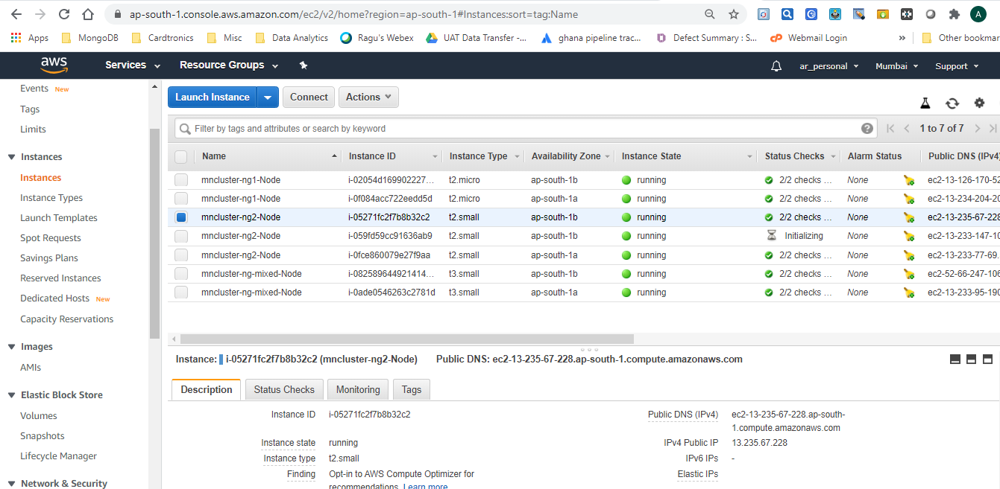 ap-south-1.console.aws.amazon.com/ec2/v2/home?region=ap-south-1#Instances:sort=tag:Name A
Apps MongoDB Cardtronics Misc Data Analytics Ragu's Webex UAT Data Transfer -... ghana pipeline trac... Defect Summary : S... Webmail Login » Other bookmar
aws Services Resource Groups ar_personal Mumbai Support
Events New
Tags
Limits
Instances
Instances
Instance Types
Launch Templates
Spot Requests
Savings Plans
Reserved Instances
Dedicated Hosts New
Capacity Reservations
Images
AMIs
Elastic Block Store
Volumes
Snapshots
Lifecycle Manager
Network & Security
Launch Instance Connect Actions
Filter by tags and attributes or search by keyword 1 to 7 of 7
Name Instance ID Instance Type Availability Zone Instance State Status Checks Alarm Status Public DNS (IPv4)
mncluster-ng1-Node i-02054d169902227... t2.micro ap-south-1b running 2/2 checks ... None ec2-13-126-170-52
mncluster-ng1-Node i-0f084acc722eedd5d t2.micro ap-south-1a running 2/2 checks ... None ec2-13-234-204-20
mncluster-ng2-Node i-05271fc2f7b8b32c2 t2.small ap-south-1b running 2/2 checks ... None ec2-13-235-67-228
mncluster-ng2-Node i-059fd59cc91636ab9 t2.small ap-south-1b running Initializing None ec2-13-233-147-10
mncluster-ng2-Node i-0fce860079e27f9aa t2.small ap-south-1a running 2/2 checks ... None ec2-13-233-77-69.
mncluster-ng-mixed-Node i-082589644921414... t3.small ap-south-1b running 2/2 checks ... None ec2-52-66-247-106
mncluster-ng-mixed-Node i-0ade0546263c2781d t3.small ap-south-1a running 2/2 checks ... None ec2-13-233-95-190
Instance: i-05271fc2f7b8b32c2 (mncluster-ng2-Node) Public DNS: ec2-13-235-67-228.ap-south-1.compute.amazonaws.com
Description Status Checks Monitoring Tags
Instance ID i-05271fc2f7b8b32c2 Public DNS (IPv4) ec2-13-235-67-228.ap-south-
1.compute.amazonaws.com
Instance state running IPv4 Public IP 13.235.67.228
Instance type t2.small IPv6 IPs -
Finding Opt-in to AWS Compute Optimizer for Elastic IPs
recommendations. Learn more